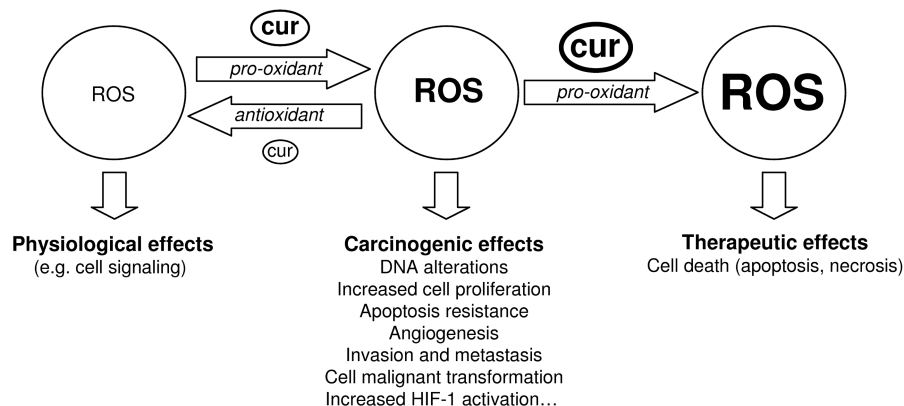 cur
cur
pro-oxidant
pro-oxidant
ROS
ROS
ROS
antioxidant
cur
Physiological effects
(e.g. cell signaling)
Carcinogenic effects
DNA alterations
Increased cell proliferation
Apoptosis resistance
Angiogenesis
Invasion and metastasis
Cell malignant transformation
Increased HIF-1 activation…
Therapeutic effects
Cell death (apoptosis, necrosis)